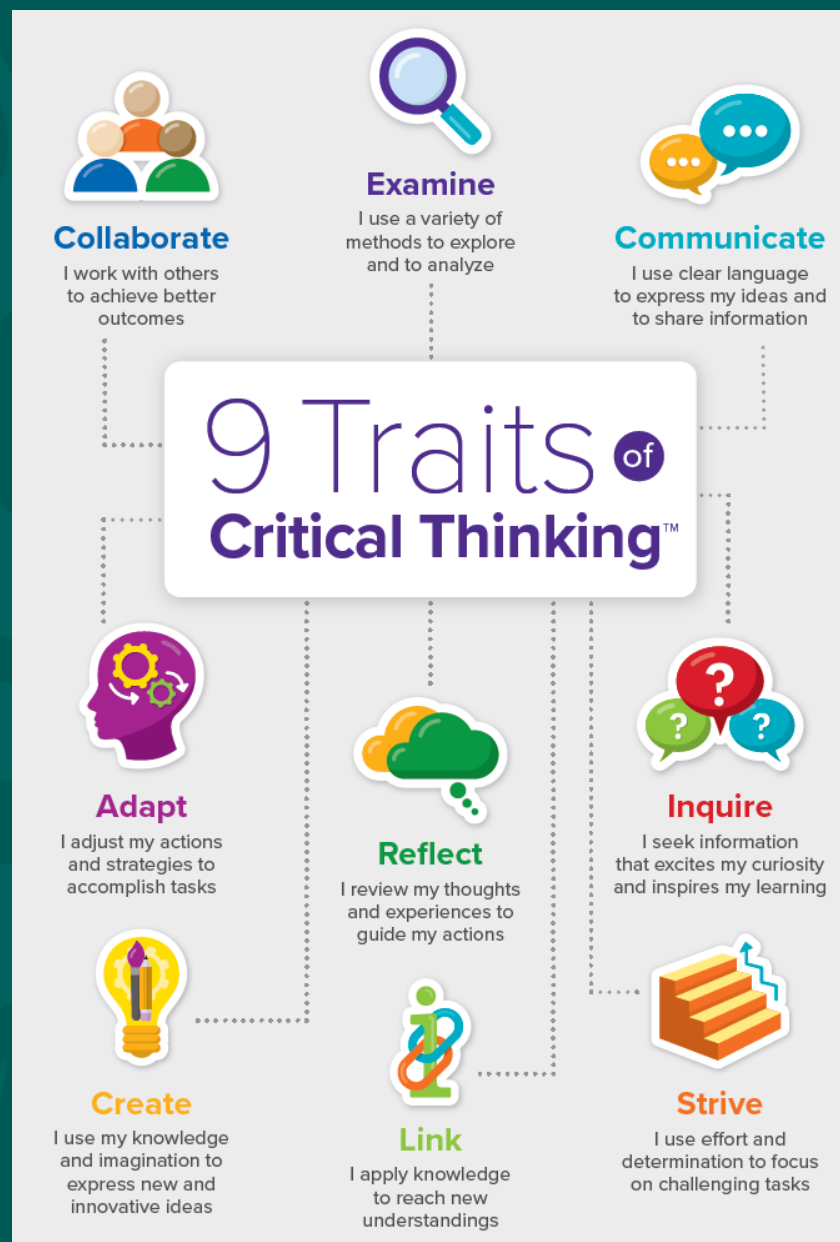 Collaborate
I work with others
to achieve better
outcomes
Examine
I use a variety of
methods to explore
and to analyze
Communicate
I use clear language
to express my ideas and
to share information
9 Traits of
Critical Thinking™
Adapt
I adjust my actions
and strategies to
accomplish tasks
Reflect
I review my thoughts
and experiences to
guide my actions
?
?
?
Inquire
I seek information
that excites my curiosity
and inspires my learning
Create
I use my knowledge
and imagination to
express new and
innovative ideas
i
Link
I apply knowledge
to reach new
understandings
Strive
I use effort and
determination to focus
on challenging tasks